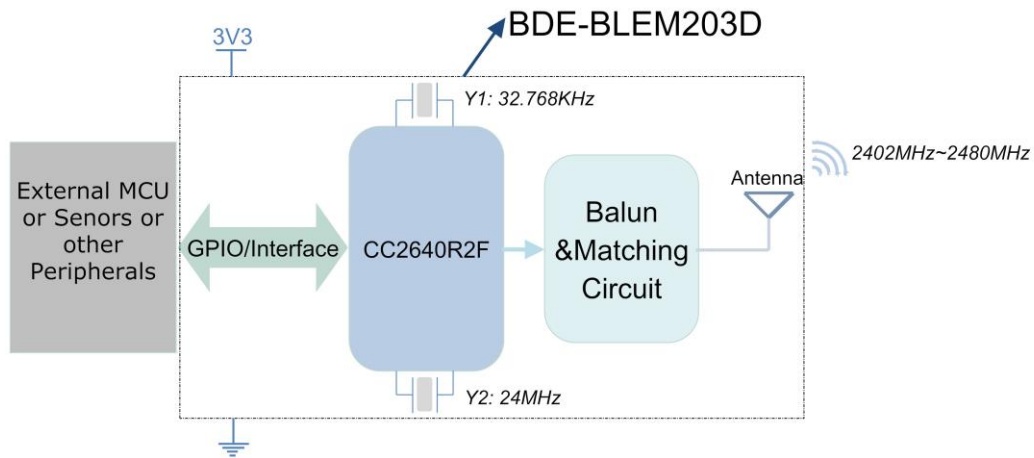 BDE-BLEM203D
3V3
Y1: 32.768KHz
2402MHz~2480MHz
External MCU
or Senors or
other
Peripherals
GPIO/Interface
CC2640R2F
Balun
&Matching
Circuit
Antenna
Y2: 24MHz